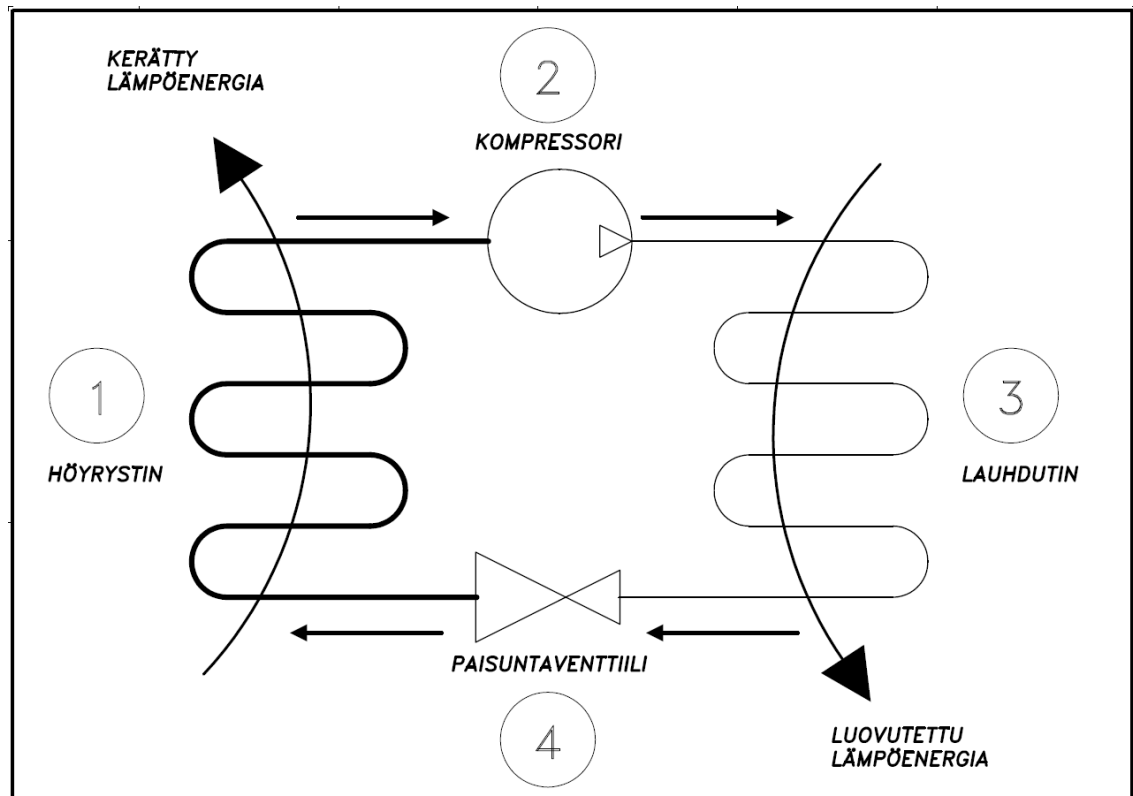 KERÄTTY
LÄMPÖENERGIA
2
KOMPRESSORI
1
HÖYRYSTIN
3
LAUHDUTIN
PAISUNTAVENTTIILI
4
LUOVUTETTU
LÄMPÖENERGIA